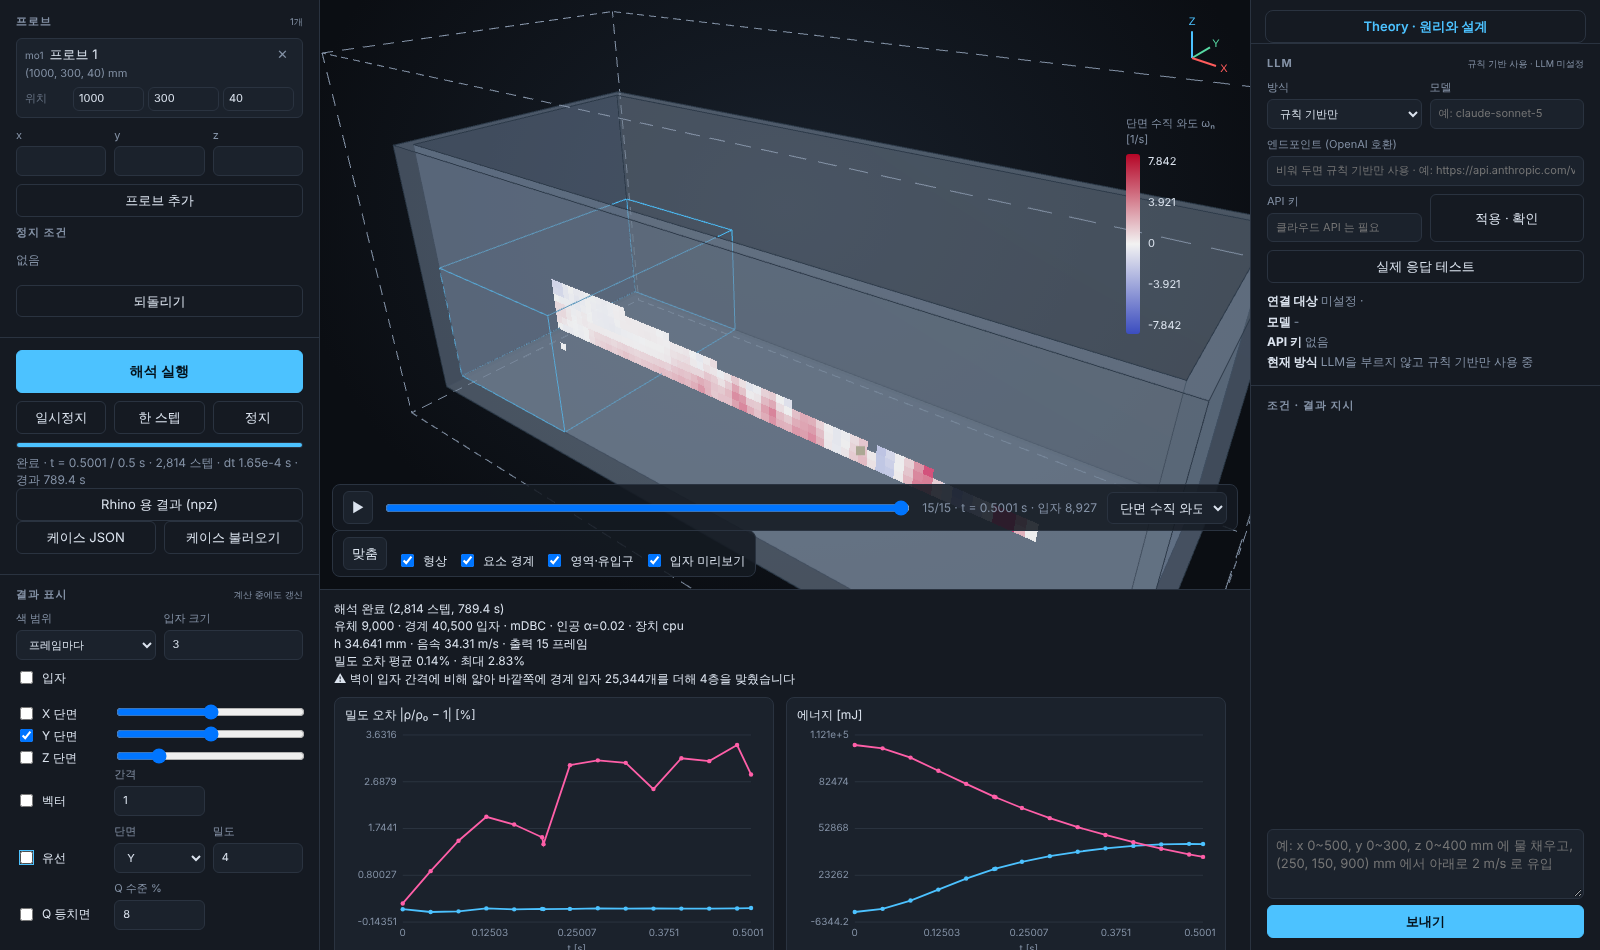 프로브
1개
mo1 프로브 1 ✕
(1000, 300, 40) mm
위치 1000 300 40
x y z
프로브 추가
정지 조건
없음
되돌리기
해석 실행
일시정지 한 스텝 정지
완료 · t = 0.5001 / 0.5 s · 2,814 스텝 · dt 1.65e-4 s ·
경과 789.4 s
Rhino 용 결과 (npz)
케이스 JSON 케이스 불러오기
결과 표시 계산 중에도 갱신
색 범위 입자 크기
프레임마다 3
입자
X 단면
Y 단면
Z 단면
간격
벡터 1
단면 밀도
유선 Y 4
Q 수준 %
Q 등치면 8
Z
Y
X
단면 수직 와도 ωₙ
[1/s]
7.842
3.921
0
-3.921
-7.842
15/15 · t = 0.5001 s · 입자 8,927 단면 수직 와도
맞춤 형상 요소 경계 영역·유입구 입자 미리보기
해석 완료 (2,814 스텝, 789.4 s)
유체 9,000 · 경계 40,500 입자 · mDBC · 인공 α=0.02 · 장치 cpu
h 34.641 mm · 음속 34.31 m/s · 출력 15 프레임
밀도 오차 평균 0.14% · 최대 2.83%
⚠ 벽이 입자 간격에 비해 얇아 바깥쪽에 경계 입자 25,344개를 더해 4층을 맞췄습니다
밀도 오차 |ρ/ρ₀ − 1| [%]
3.6316
2.6879
1.7441
0.80027
-0.14351
0 0.12503 0.25007 0.3751 0.5001
t [s]
에너지 [mJ]
1.121e+5
82474
52868
23262
-6344.2
0 0.12503 0.25007 0.3751 0.5001
t [s]
Theory · 원리와 설계
LLM 규칙 기반 사용 · LLM 미설정
방식 모델
규칙 기반만 예: claude-sonnet-5
엔드포인트 (OpenAI 호환)
비워 두면 규칙 기반만 사용 · 예: https://api.anthropic.com/v
API 키
클라우드 API 는 필요 적용 · 확인
실제 응답 테스트
연결 대상 미설정 ·
모델 -
API 키 없음
현재 방식 LLM을 부르지 않고 규칙 기반만 사용 중
조건 · 결과 지시
예: x 0~500, y 0~300, z 0~400 mm 에 물 채우고,
(250, 150, 900) mm 에서 아래로 2 m/s 로 유입
보내기